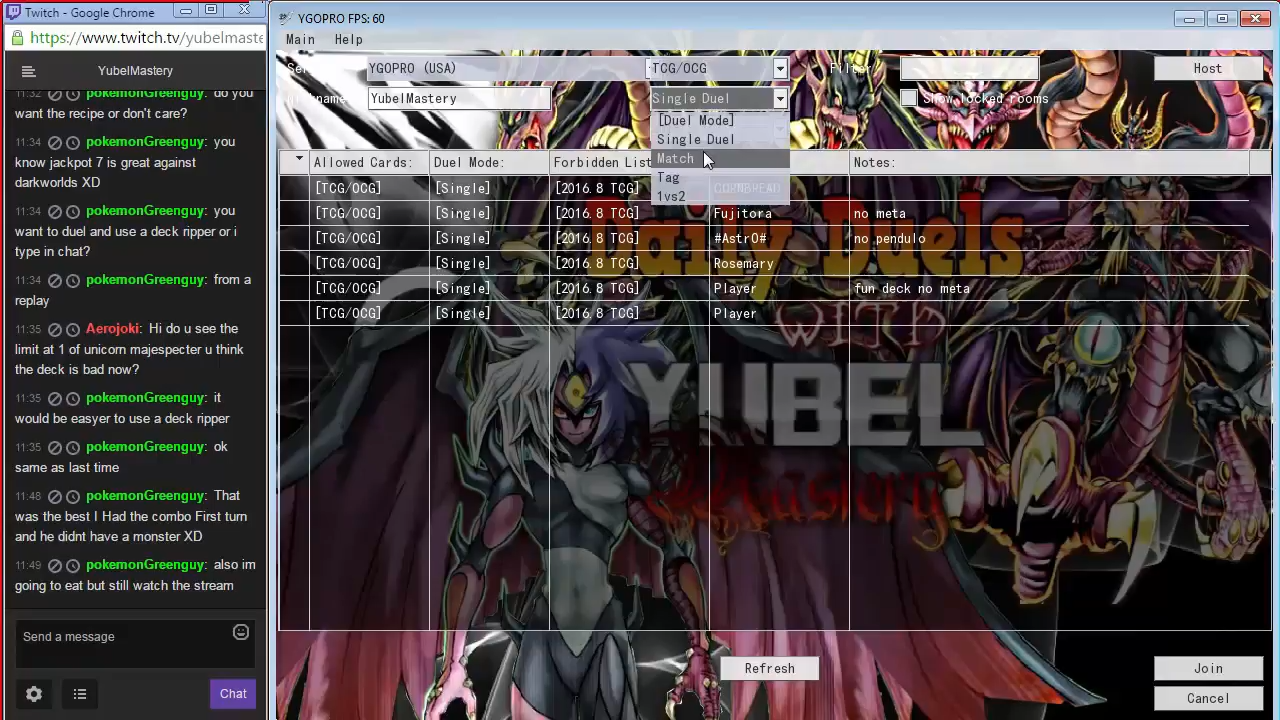 Twitch - Google Chrome
https://www.twitch.tv/yubelmaste
YubelMastery
11:32 pokemonGreenguy: do you
want the recipe or don't care?
11:34 pokemonGreenguy: you
know jackpot 7 is great against
darkworlds XD
11:34 pokemonGreenguy: you
want to duel and use a deck ripper or i
type in chat?
11:34 pokemonGreenguy: from a
replay
11:35 Aerojoki: Hi do u see the
limit at 1 of unicorn majespecter u think
the deck is bad now?
11:35 pokemonGreenguy: it
would be easyer to use a deck ripper
11:35 pokemonGreenguy: ok
same as last time
11:48 pokemonGreenguy: That
was the best I Had the combo First turn
and he didnt have a monster XD
11:49 pokemonGreenguy: also im
going to eat but still watch the stream
Send a message
Chat
YGOPRO FPS: 60
Main Help
YGOPRO (USA) TCG/OCG Filter Host
YubelMastery Single Duel Show locked rooms
[Duel Mode]
Single Duel
Match
Tag
1vs2
Allowed Cards: Duel Mode: Forbidden List Notes:
[TCG/OCG] [Single] [2016.8 TCG] CORNBREAD
[TCG/OCG] [Single] [2016.8 TCG] Fujitora no meta
[TCG/OCG] [Single] [2016.8 TCG] #AstrO# no pendulo
[TCG/OCG] [Single] [2016.8 TCG] Rosemary
[TCG/OCG] [Single] [2016.8 TCG] Player fun deck no meta
[TCG/OCG] [Single] [2016.8 TCG] Player
Dairy Duels
WITH
YUBEL
Mastery
Refresh
Join
Cancel